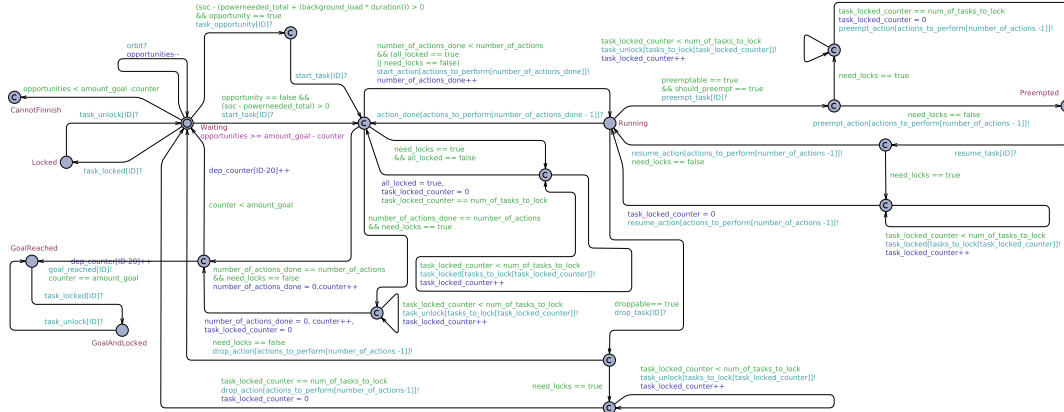 (soc - (powerneeded_total + (background_load * duration))) > 0
&& opportunity == true
task_opportunity[ID]?
orbit?
opportunities--
start_task[ID]?
opportunities < amount_goal -counter
C
CannotFinnish
task_unlock[ID]?
Locked
task_locked[ID]?
Waiting
opportunities >= amount_goal - counter
opportunity == false &&
(soc - powerneeded_total) > 0
start_task[ID]?
number_of_actions_done < number_of_actions
&& (all_locked == true
|| need_locks == false)
start_action[actions_to_perform[number_of_actions_done]]!
number_of_actions_done++
C
action_done[actions_to_perform[number_of_actions_done - 1]]?
Running
task_locked_counter < num_of_tasks_to_lock
task_unlock[tasks_to_lock[task_locked_counter]]!
task_locked_counter++
preemptable == true
&& should_preempt == true
preempt_task[ID]?
task_locked_counter == num_of_tasks_to_lock
task_locked_counter = 0
preempt_action[actions_to_perform[number_of_actions -1]]!
C
need_locks == true
C
Preempted
need_locks == false
preempt_action[actions_to_perform[number_of_actions - 1]]!
resume_action[actions_to_perform[number_of_actions -1]]!
need_locks == false
C
resume_task[ID]?
need_locks == true
task_locked_counter = 0
resume_action[actions_to_perform[number_of_actions -1]]!
C
task_locked_counter < num_of_tasks_to_lock
task_locked[tasks_to_lock[task_locked_counter]]!
task_locked_counter++
need_locks == true
&& all_locked == false
C
all_locked = true,
task_locked_counter = 0
task_locked_counter == num_of_tasks_to_lock
number_of_actions_done == number_of_actions
&& need_locks == true
dep_counter[ID-20]++
counter < amount_goal
GoalReached
dep_counter[ID-20]++
goal_reached[ID]!
counter == amount_goal
task_locked[ID]?
task_unlock[ID]?
GoalAndLocked
C
number_of_actions_done == number_of_actions
&& need_locks == false
number_of_actions_done = 0,counter++
task_locked_counter < num_of_tasks_to_lock
task_locked[tasks_to_lock[task_locked_counter]]!
task_locked_counter++
C
task_locked_counter < num_of_tasks_to_lock
task_unlock[tasks_to_lock[task_locked_counter]]!
task_locked_counter++
number_of_actions_done = 0, counter++,
task_locked_counter = 0
droppable== true
drop_task[ID]?
need_locks == false
drop_action[actions_to_perform[number_of_actions -1]]!
C
need_locks == true
task_locked_counter == num_of_tasks_to_lock
drop_action[actions_to_perform[number_of_actions-1]]!
task_locked_counter = 0
C
task_locked_counter < num_of_tasks_to_lock
task_unlock[tasks_to_lock[task_locked_counter]]!
task_locked_counter++